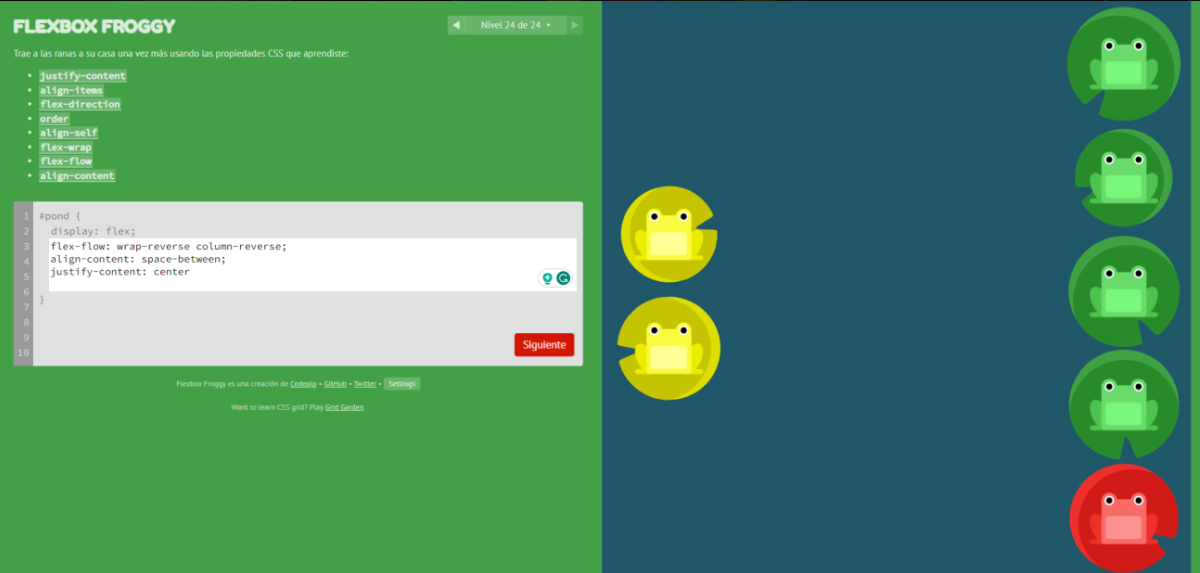 FLEXBOX FROGGY
◀ Nivel 24 de 24 ▾ ▶
Trae a las ranas a su casa una vez más usando las propiedades CSS que aprendiste:
• justify-content
• align-items
• flex-direction
• order
• align-self
• flex-wrap
• flex-flow
• align-content
1 #pond {
2 display: flex;
3 flex-flow: wrap-reverse column-reverse;
4 align-content: space-between;
5 justify-content: center
6
7 }
8
9
10
Siguiente
Flexbox Froggy es una creación de Codepip • GitHub • Twitter • Settings
Want to learn CSS grid? Play Grid Garden.